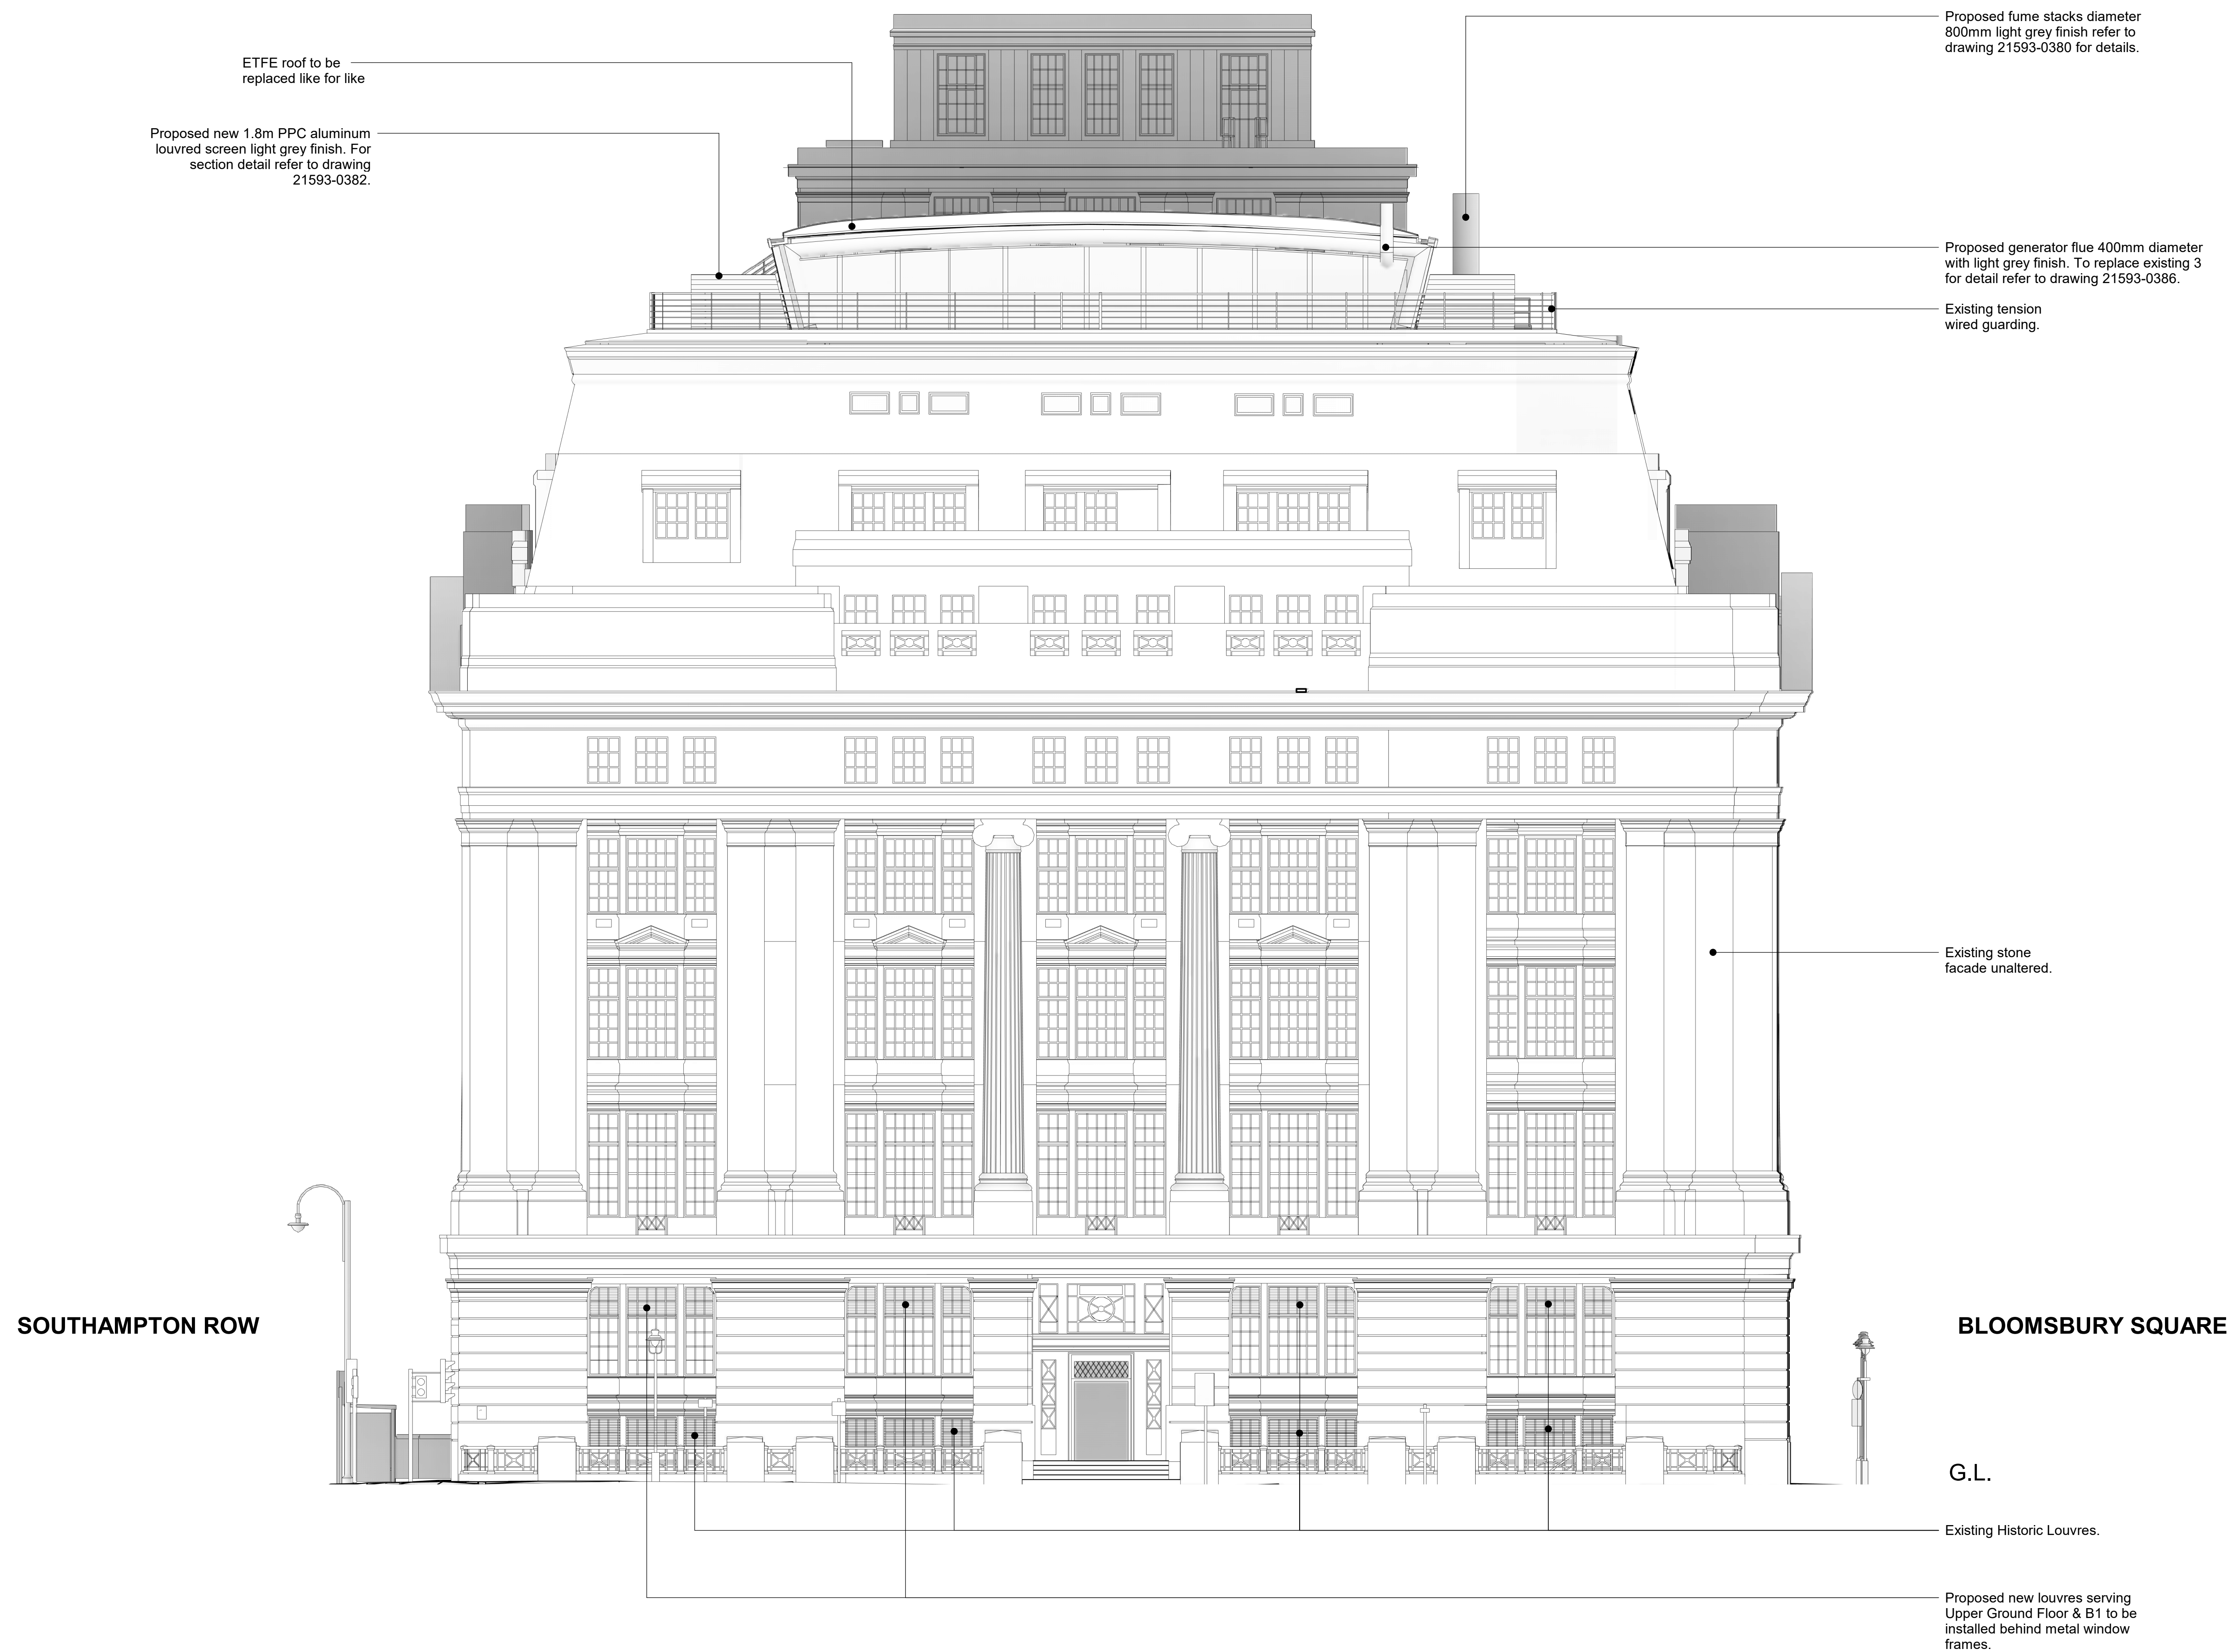 Proposed fume stacks diameter
800mm light grey finish refer to
drawing 21593-0380 for details.
ETFE roof to be
replaced like for like
Proposed new 1.8m PPC aluminum
louvred screen light grey finish. For
section detail refer to drawing
21593-0382.
Proposed generator flue 400mm diameter
with light grey finish. To replace existing 3
for detail refer to drawing 21593-0386.
Existing tension
wired guarding.
Existing stone
facade unaltered.
SOUTHAMPTON ROW
BLOOMSBURY SQUARE
G.L.
Existing Historic Louvres.
Proposed new louvres serving
Upper Ground Floor & B1 to be
installed behind metal window
frames.